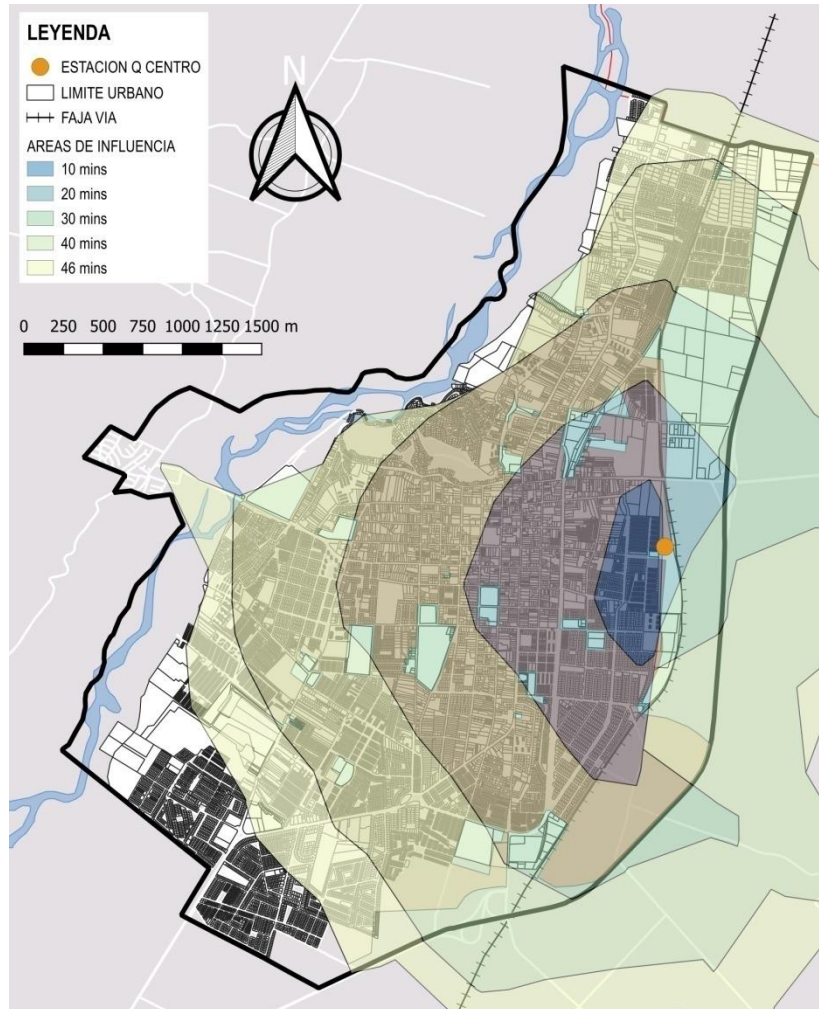 LEYENDA
ESTACION Q CENTRO
LIMITE URBANO
FAJA VIA
AREAS DE INFLUENCIA
10 mins
20 mins
30 mins
40 mins
46 mins
N
0 250 500 750 1000 1250 1500 m